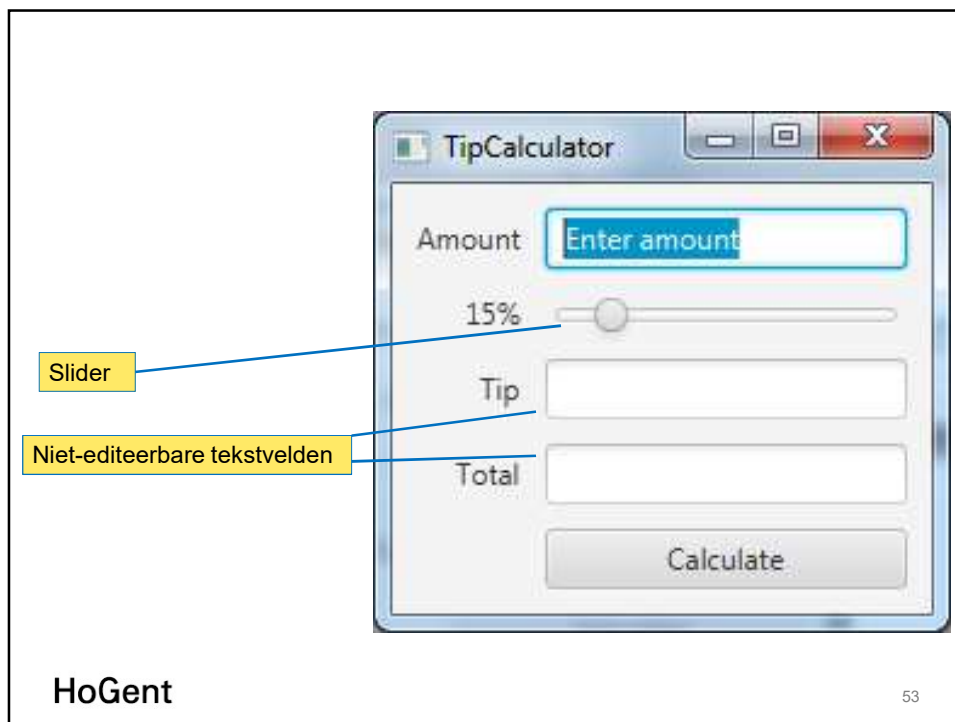 TipCalculator
Amount
Enter amount
15%
Slider
Tip
Niet-editeerbare tekstvelden
Total
Calculate
HoGent
53